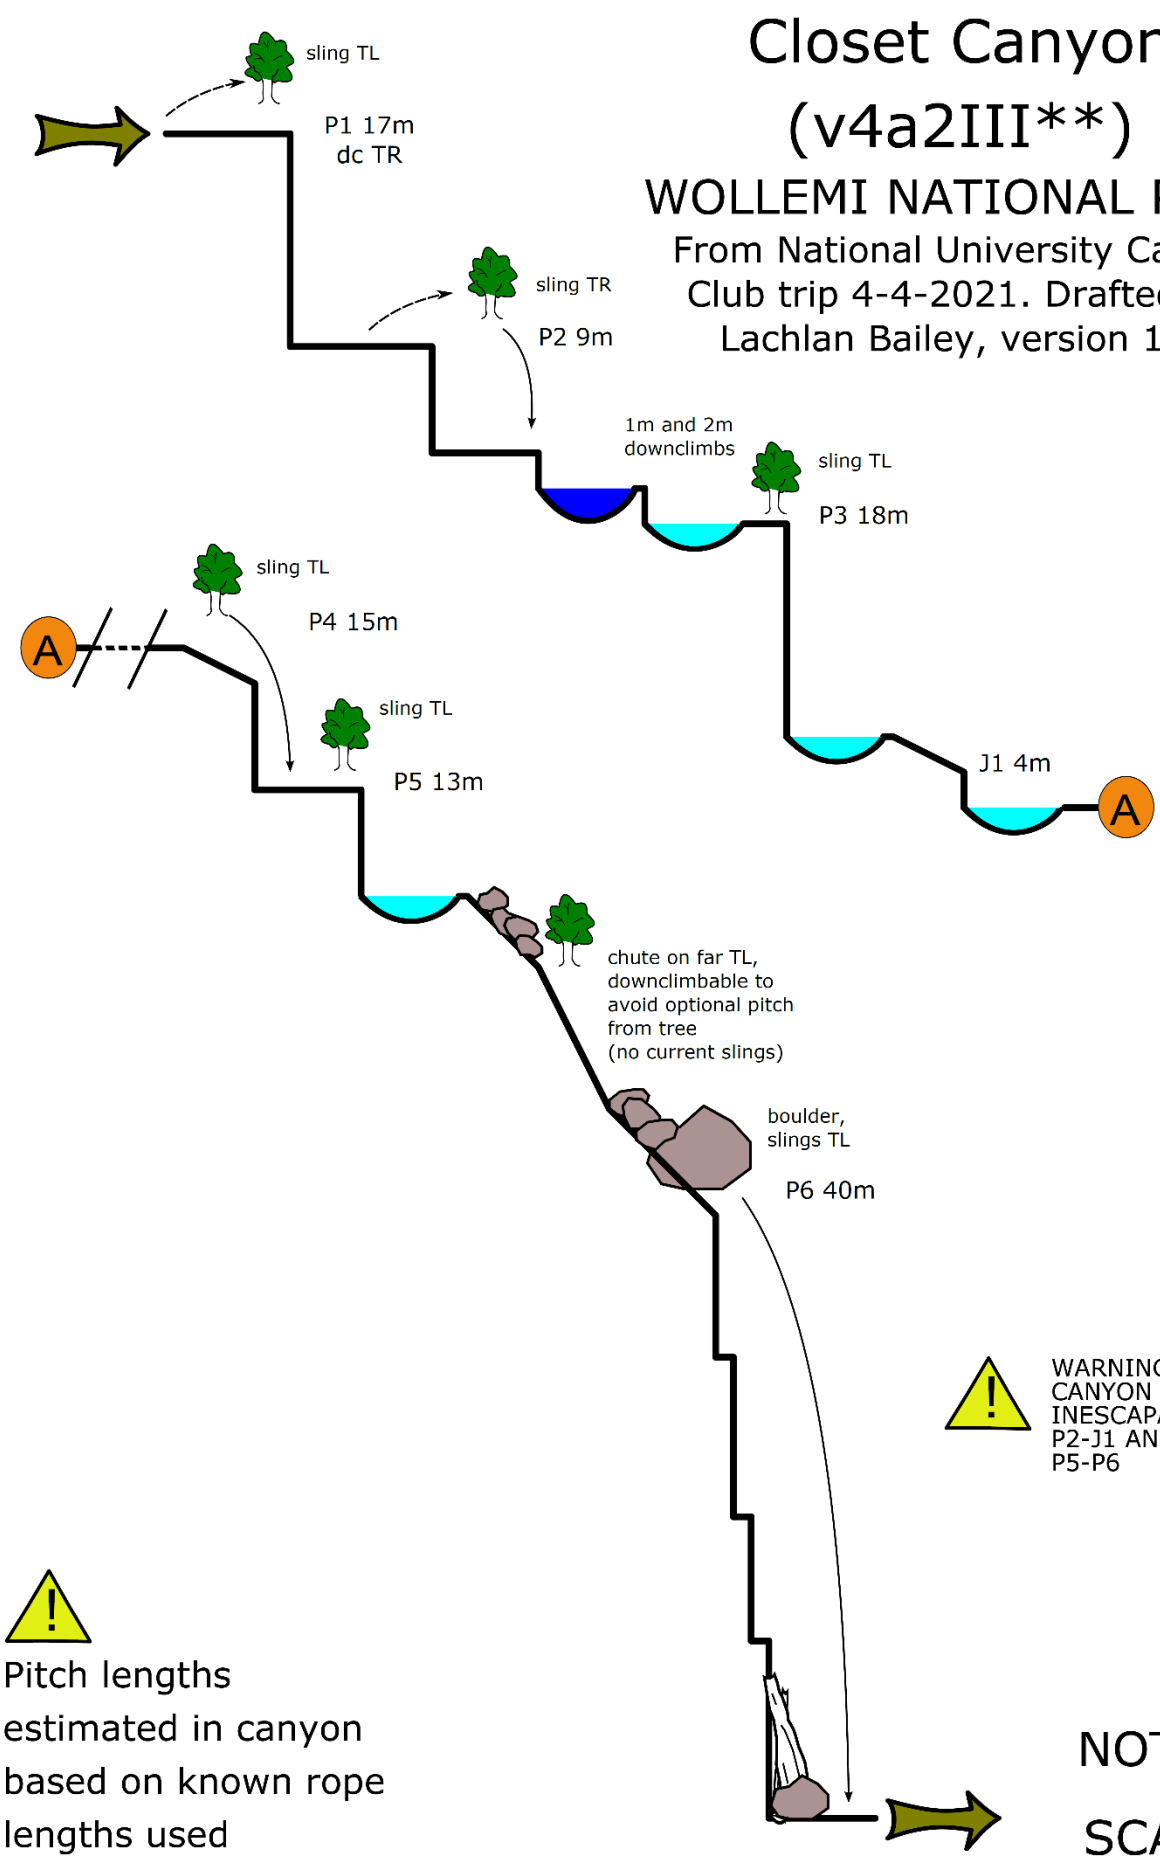 Closet Canyon
(v4a2III**)
WOLLEMI NATIONAL
From National University
Club trip 4-4-2021. Drafted
Lachlan Bailey, version 1
sling TL
P1 17m
dc TR
sling TR
P2 9m
1m and 2m
downclimbs
sling TL
P3 18m
J1 4m
A
A
sling TL
P4 15m
sling TL
P5 13m
chute on far TL,
downclimbable to
avoid optional pitch
from tree
(no current slings)
boulder,
slings TL
P6 40m
!
WARNING
CANYON
P2-J1
P5-P6
!
Pitch lengths
estimated in canyon
based on known rope
lengths used
NOT